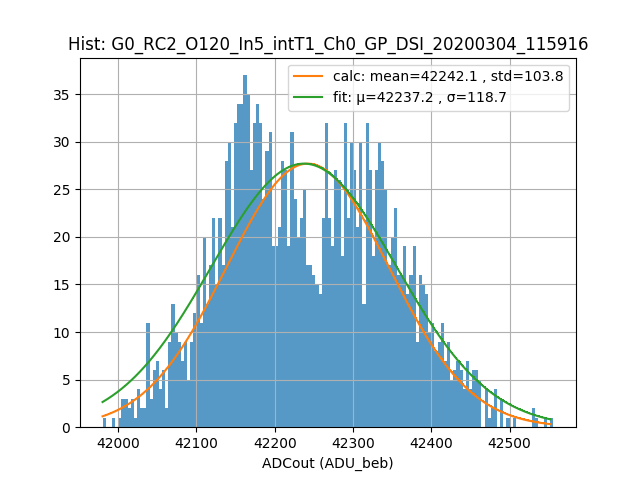 Hist: G0_RC2_O120_In5_intT1_Ch0_GP_DSI_20200304_115916
calc: mean=42242.1 , std=103.8
fit: μ=42237.2 , σ=118.7
35
30
25
20
15
10
5
0
42000 42100 42200 42300 42400 42500
ADCout (ADU_beb)